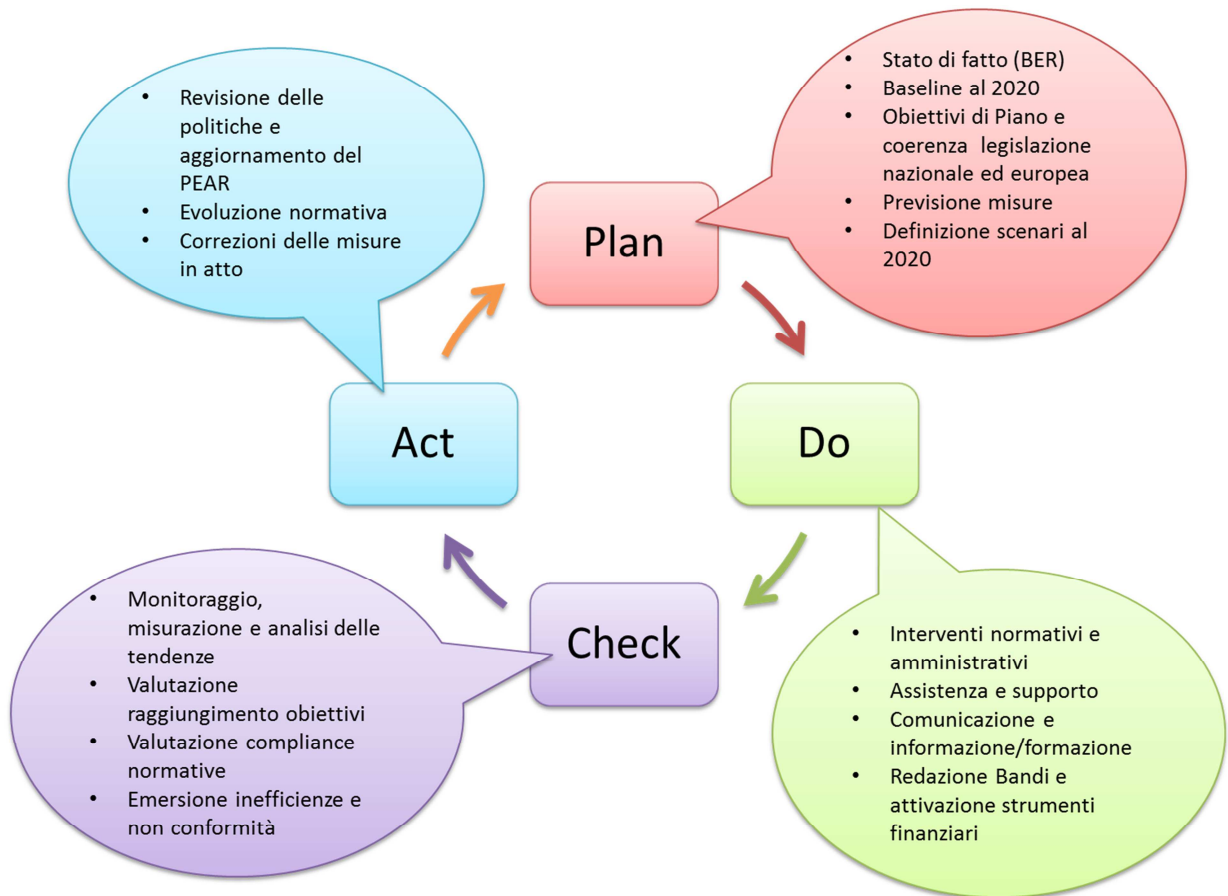 Plan
• Stato di fatto (BER)
• Baseline al 2020
• Obiettivi di Piano e
coerenza legislazione
nazionale ed europea
• Previsione misure
• Definizione scenari al
2020
Do
• Interventi normativi e
amministrativi
• Assistenza e supporto
• Comunicazione e
informazione/formazione
• Redazione Bandi e
attivazione strumenti
finanziari
Check
• Monitoraggio,
misurazione e analisi delle
tendenze
• Valutazione
raggiungimento obiettivi
• Valutazione compliance
normative
• Emersione inefficienze e
non conformità
Act
• Revisione delle
politiche e
aggiornamento del
PEAR
• Evoluzione normativa
• Correzioni delle misure
in atto